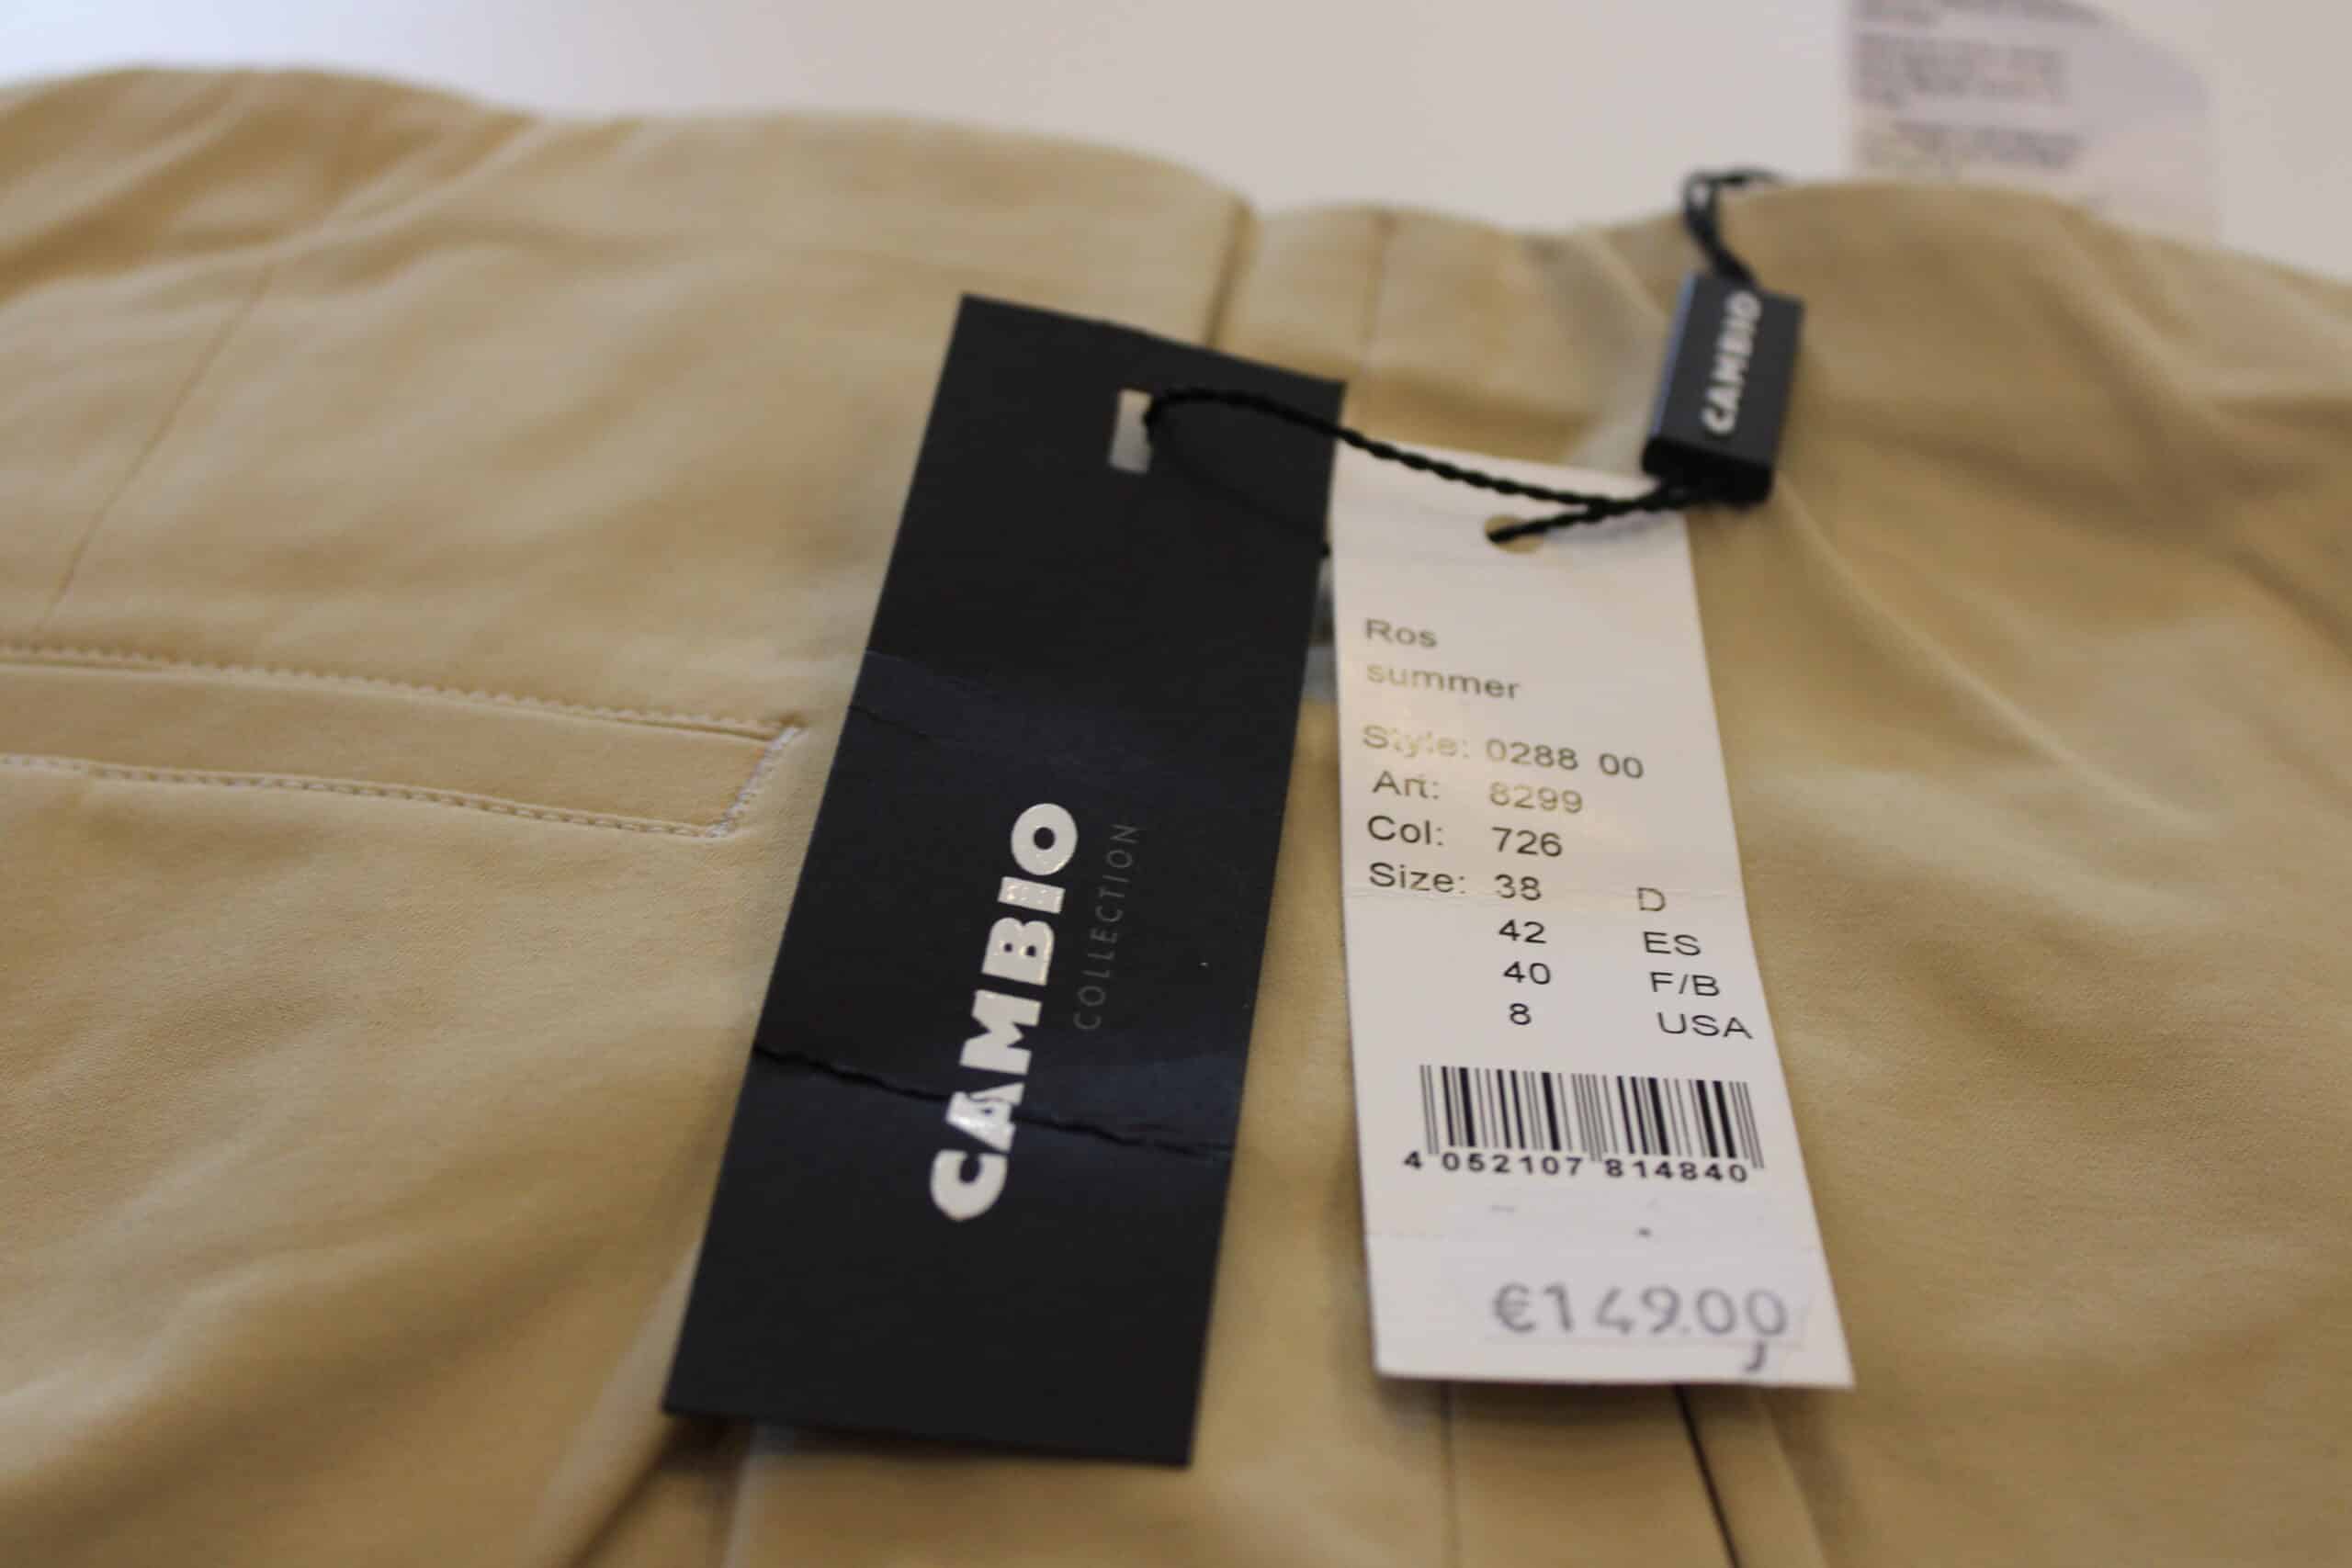 CAMBIO
CAMBIO
COLLECTION
Ros
summer
Style: 0288 00
Art: 8299
Col: 726
Size: 38 D
42 ES
40 F/B
8 USA
4 052107 814840
€149.00